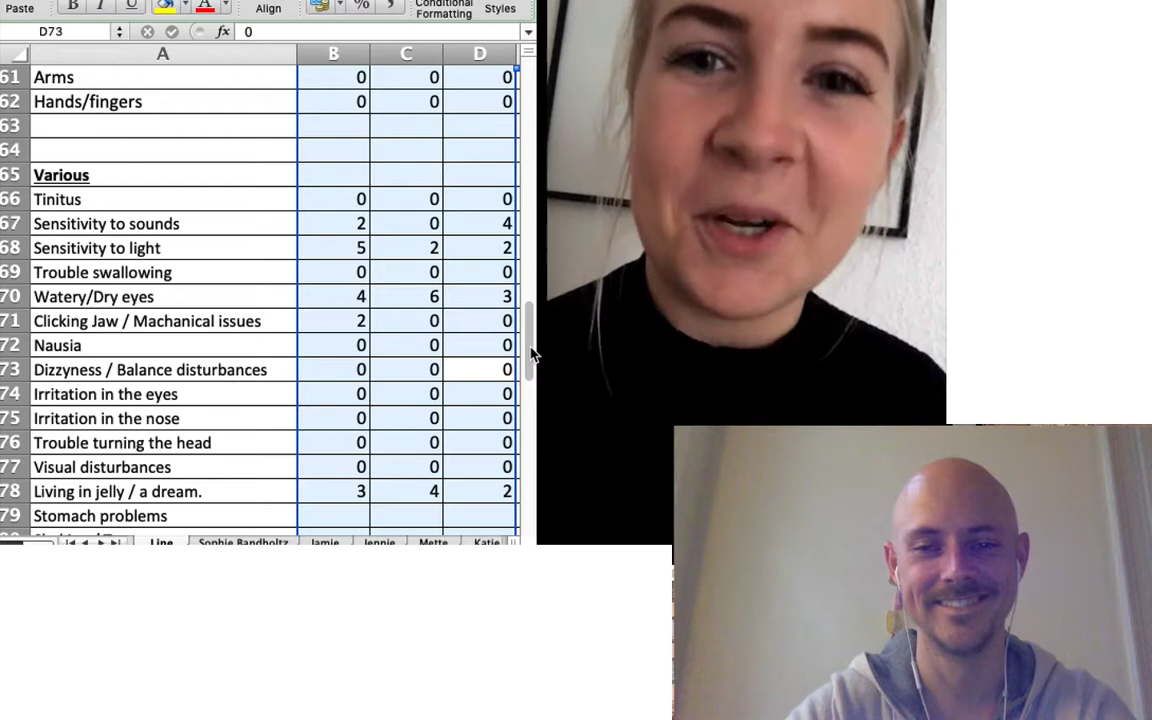 Paste B I U A Align % Conditional Formatting Styles
D73 fx 0
A B C D
61 Arms 0 0 0
62 Hands/fingers 0 0 0
63
64
65 Various
66 Tinitus 0 0 0
67 Sensitivity to sounds 2 0 4
68 Sensitivity to light 5 2 2
69 Trouble swallowing 0 0 0
70 Watery/Dry eyes 4 6 3
71 Clicking Jaw / Machanical issues 2 0 0
72 Nausia 0 0 0
73 Dizzyness / Balance disturbances 0 0 0
74 Irritation in the eyes 0 0 0
75 Irritation in the nose 0 0 0
76 Trouble turning the head 0 0 0
77 Visual disturbances 0 0 0
78 Living in jelly / a dream. 3 4 2
79 Stomach problems
Line Sophie Bandholtz Jamie Jennie Mette Katie